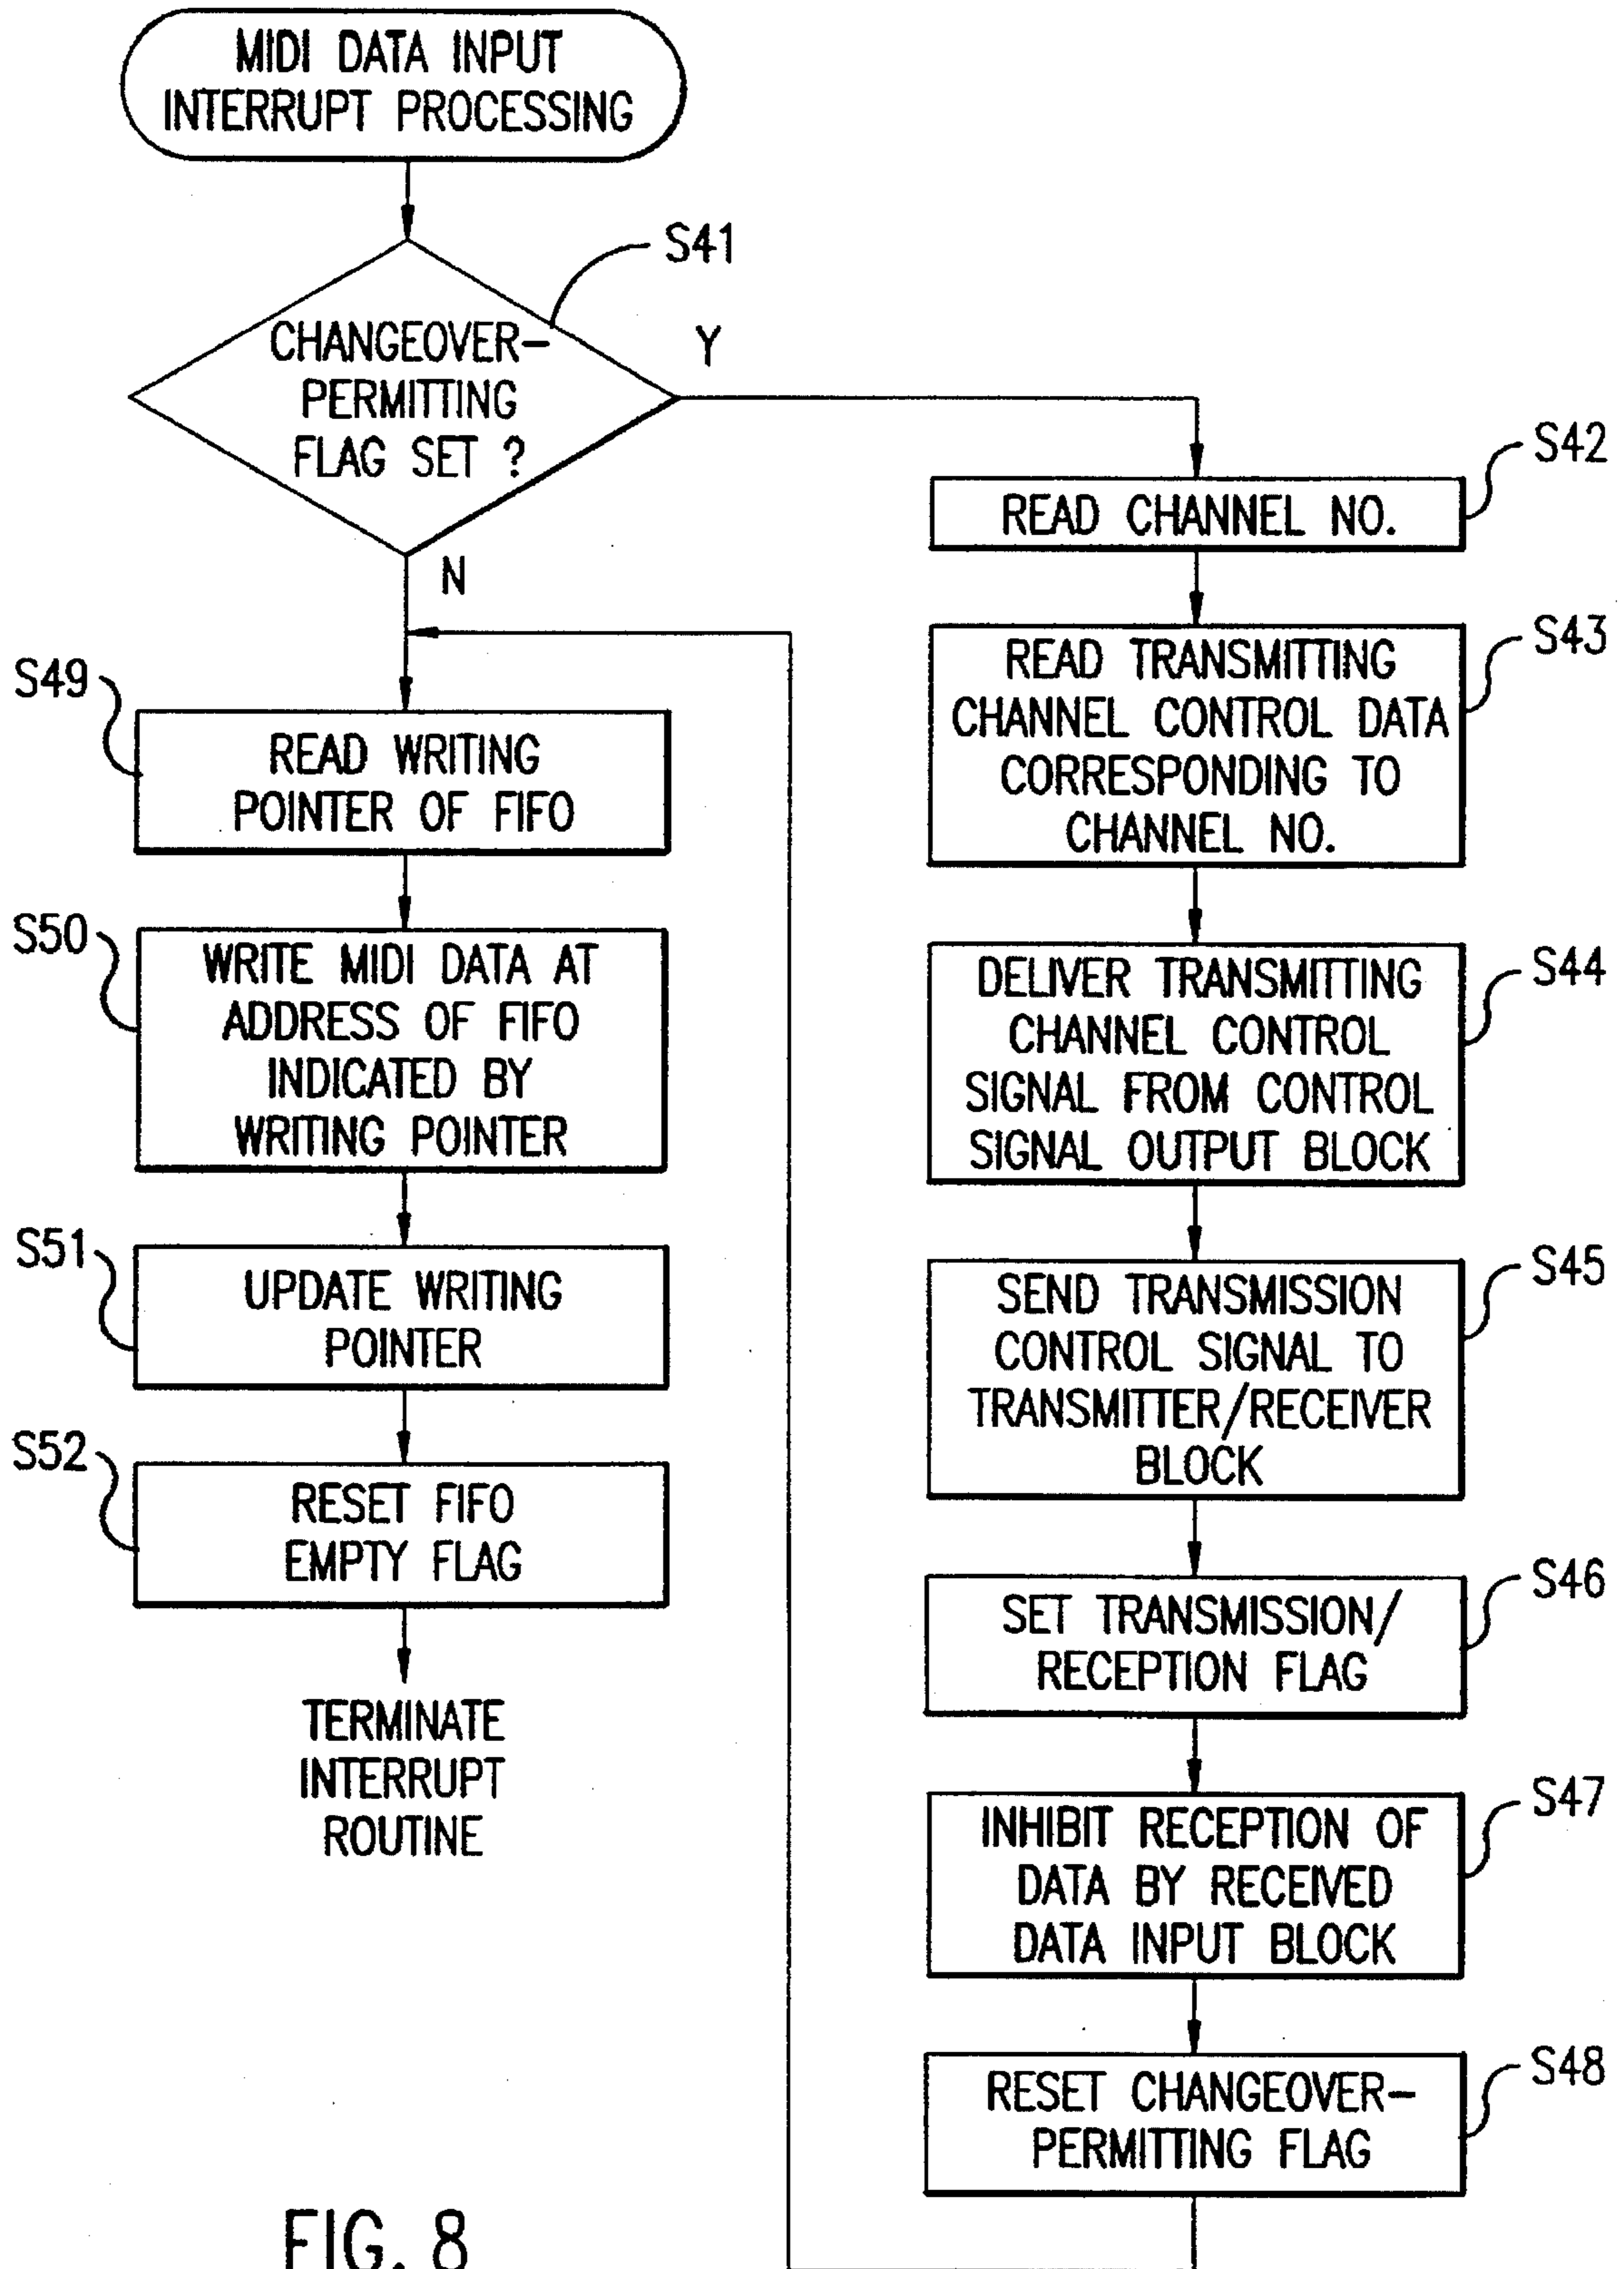 MIDI DATA INPUT
INTERRUPT PROCESSING
S41
CHANGEOVER-
PERMITTING
FLAG SET ?
Y
N
S49
READ WRITING
POINTER OF FIFO
S50
WRITE MIDI DATA AT
ADDRESS OF FIFO
INDICATED BY
WRITING POINTER
S51
UPDATE WRITING
POINTER
S52
RESET FIFO
EMPTY FLAG
TERMINATE
INTERRUPT
ROUTINE
S42
READ CHANNEL NO.
S43
READ TRANSMITTING
CHANNEL CONTROL DATA
CORRESPONDING TO
CHANNEL NO.
S44
DELIVER TRANSMITTING
CHANNEL CONTROL
SIGNAL FROM CONTROL
SIGNAL OUTPUT BLOCK
S45
SEND TRANSMISSION
CONTROL SIGNAL TO
TRANSMITTER/RECEIVER
BLOCK
S46
SET TRANSMISSION/
RECEPTION FLAG
S47
INHIBIT RECEPTION OF
DATA BY RECEIVED
DATA INPUT BLOCK
S48
RESET CHANGEOVER-
PERMITTING FLAG
FIG. 8